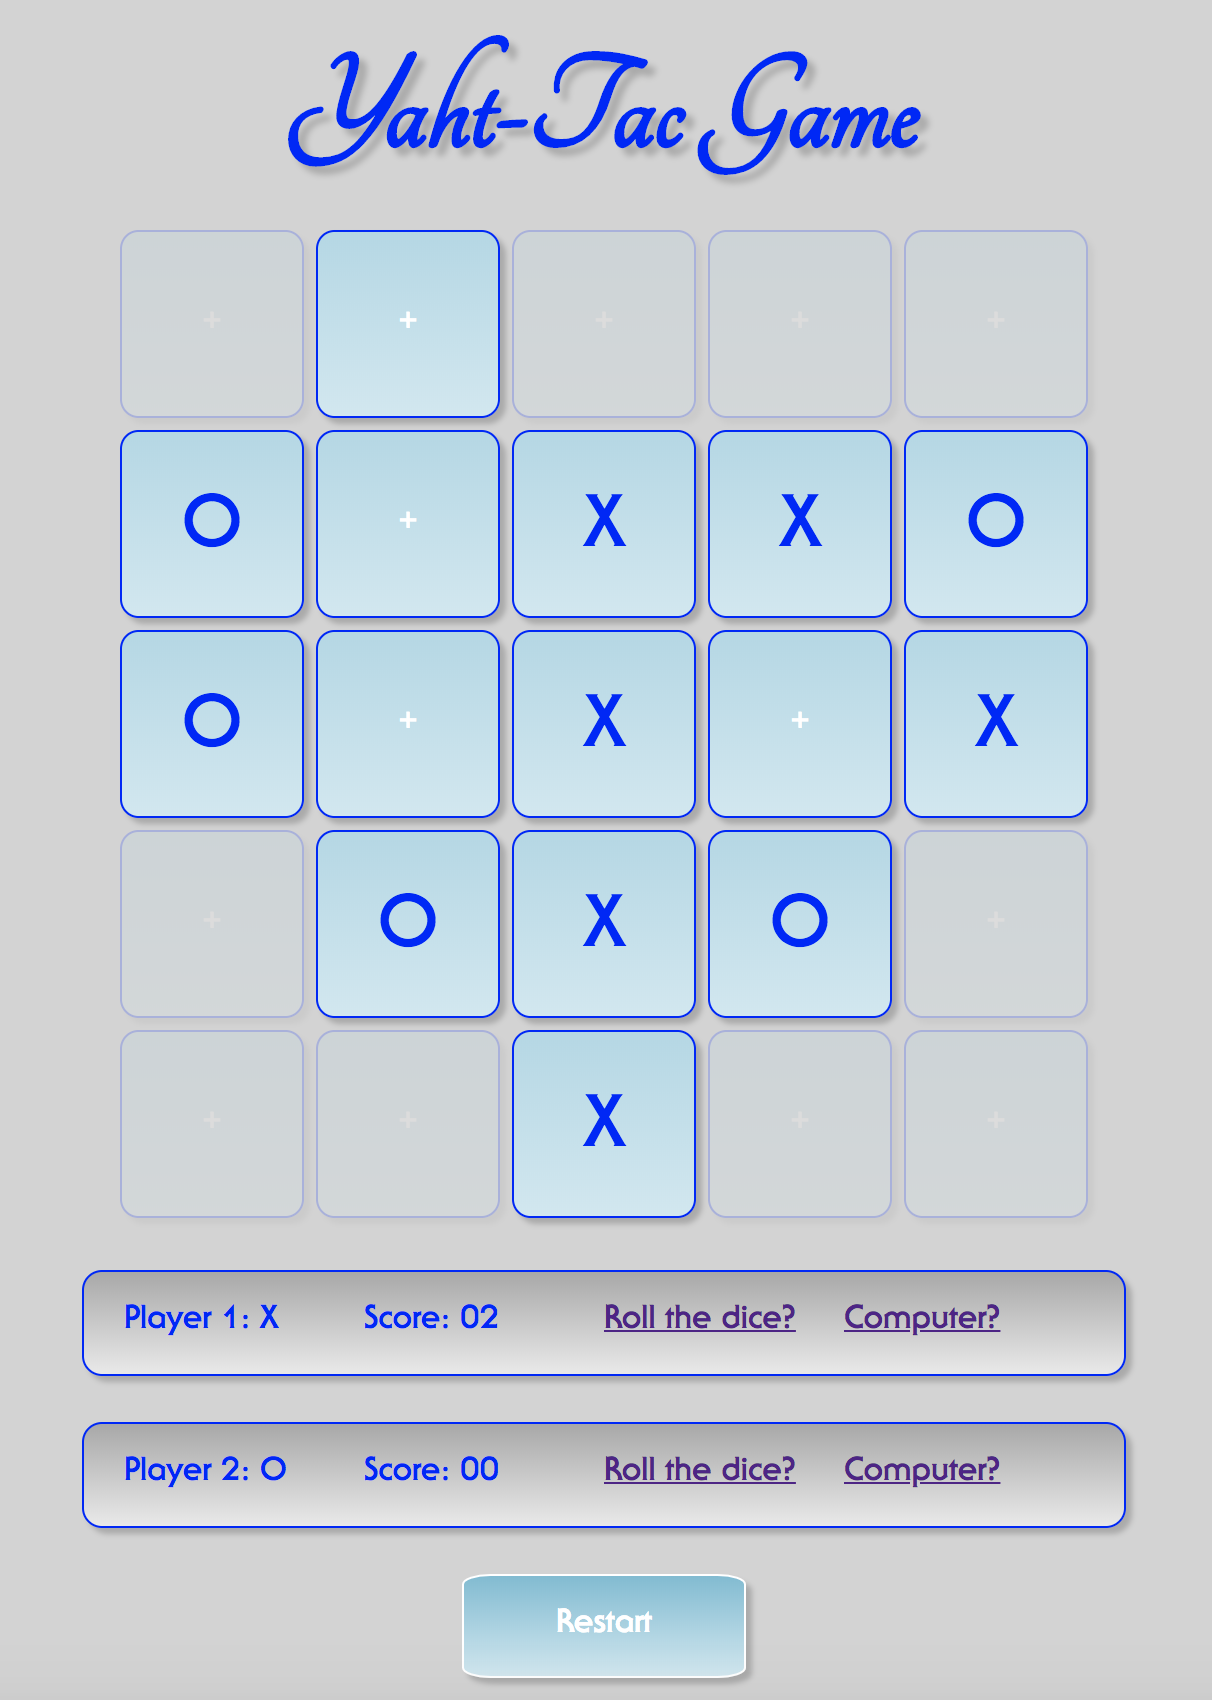 Yaht-Tac Game
+ + + + +
O + X X O
O + X + X
+ O X O +
+ + X + +
Player 1: X Score: 02 Roll the dice? Computer?
Player 2: O Score: 00 Roll the dice? Computer?
Restart